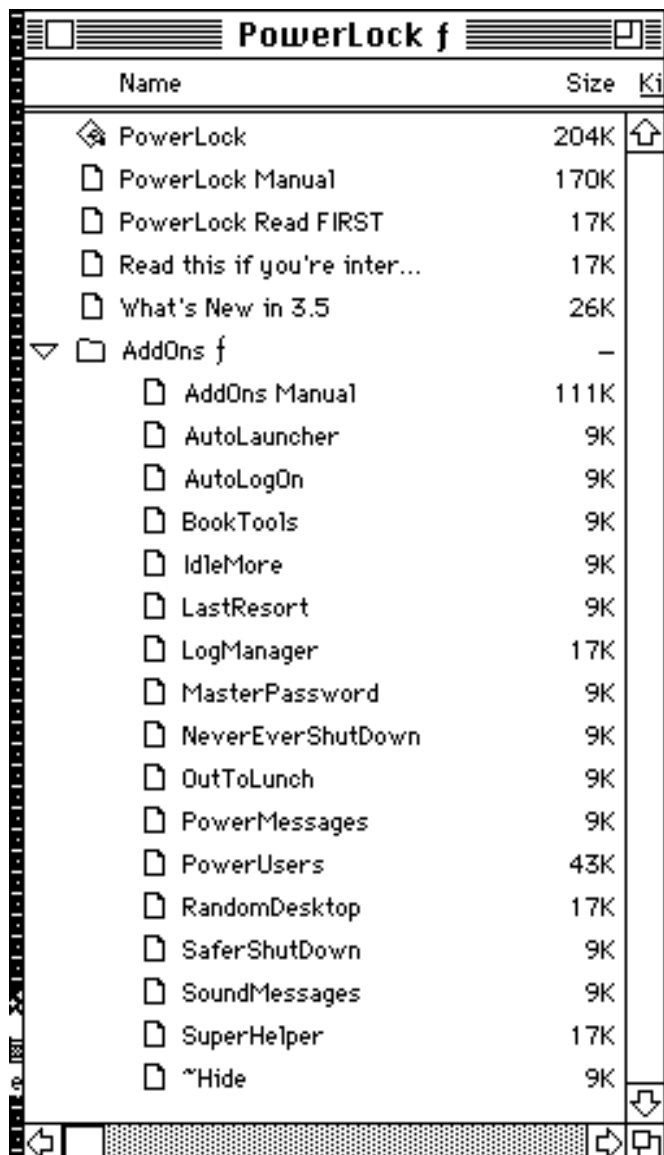 PowerLock ƒ
Name Size Ki
PowerLock 204K
PowerLock Manual 170K
PowerLock Read FIRST 17K
Read this if you're inter... 17K
What's New in 3.5 26K
AddOns ƒ –
AddOns Manual 111K
AutoLauncher 9K
AutoLogOn 9K
BookTools 9K
IdleMore 9K
LastResort 9K
LogManager 17K
MasterPassword 9K
NeverEverShutDown 9K
OutToLunch 9K
PowerMessages 9K
PowerUsers 43K
RandomDesktop 17K
SaferShutDown 9K
SoundMessages 9K
SuperHelper 17K
~Hide 9K